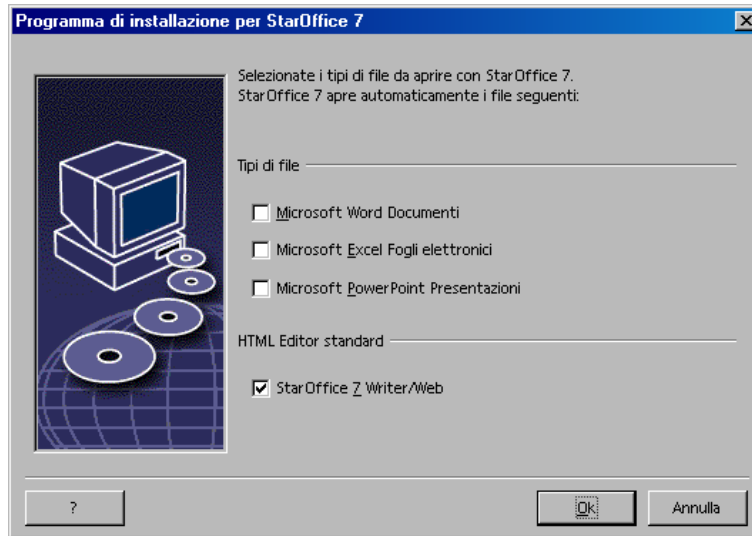 Programma di installazione per StarOffice 7
Selezionate i tipi di file da aprire con StarOffice 7.
StarOffice 7 apre automaticamente i file seguenti:
Tipi di file
Microsoft Word Documenti
Microsoft Excel Fogli elettronici
Microsoft PowerPoint Presentazioni
HTML Editor standard
StarOffice 7 Writer/Web
?
Ok
Annulla